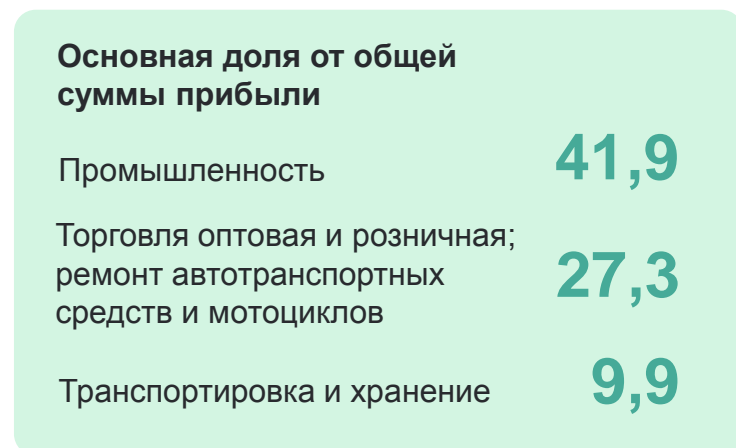 Основная доля от общей
суммы прибыли
Промышленность 41,9
Торговля оптовая и розничная;
ремонт автотранспортных 27,3
средств и мотоциклов
Транспортировка и хранение 9,9